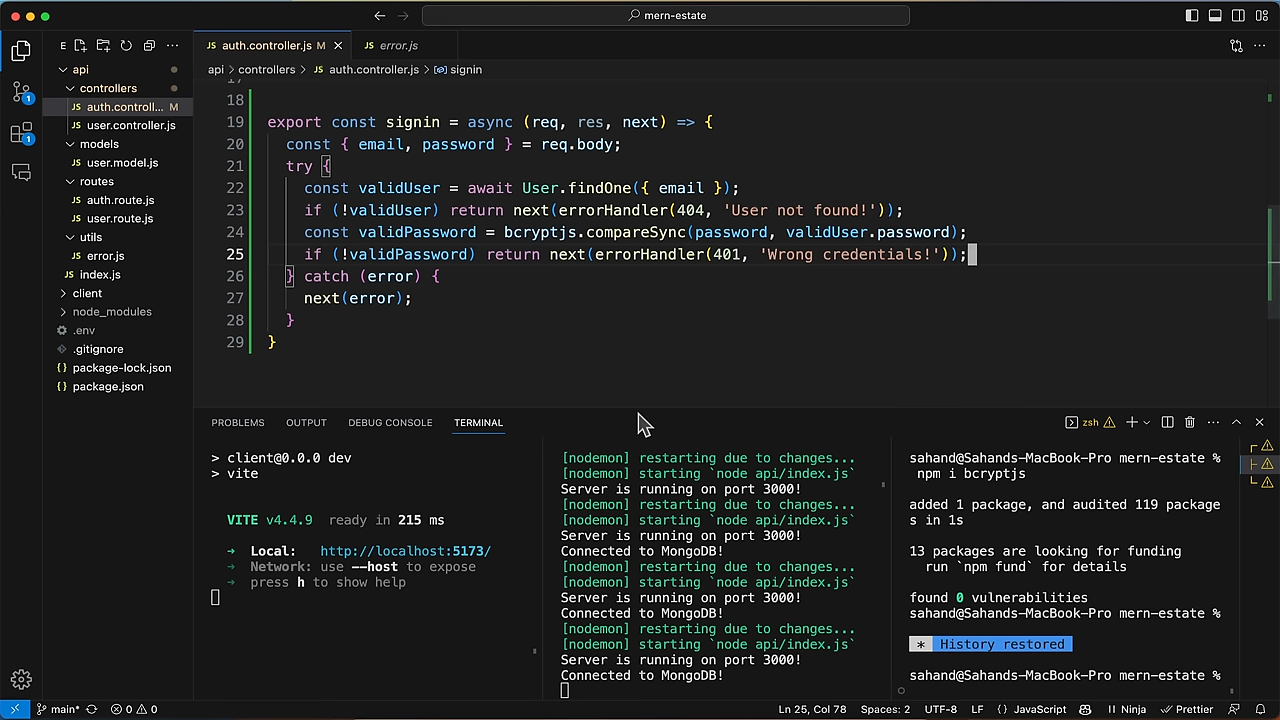 mern-estate
E
JS auth.controller.js M
JS error.js
api > controllers > JS auth.controller.js > signin
api
controllers
JS auth.controll... M
JS user.controller.js
models
JS user.model.js
routes
JS auth.route.js
JS user.route.js
utils
JS error.js
JS index.js
client
node_modules
.env
.gitignore
{} package-lock.json
{} package.json
1
1
18
19 export const signin = async (req, res, next) => {
20 const { email, password } = req.body;
21 try {
22 const validUser = await User.findOne({ email });
23 if (!validUser) return next(errorHandler(404, 'User not found!'));
24 const validPassword = bcryptjs.compareSync(password, validUser.password);
25 if (!validPassword) return next(errorHandler(401, 'Wrong credentials!'));
26 } catch (error) {
27 next(error);
28 }
29 }
PROBLEMS OUTPUT DEBUG CONSOLE TERMINAL
zsh
> client@0.0.0 dev
> vite
VITE v4.4.9 ready in 215 ms
➜ Local: http://localhost:5173/
➜ Network: use --host to expose
➜ press h to show help
[nodemon] restarting due to changes...
[nodemon] starting `node api/index.js`
Server is running on port 3000!
[nodemon] restarting due to changes...
[nodemon] starting `node api/index.js`
Server is running on port 3000!
Connected to MongoDB!
[nodemon] restarting due to changes...
[nodemon] starting `node api/index.js`
Server is running on port 3000!
Connected to MongoDB!
[nodemon] restarting due to changes...
[nodemon] starting `node api/index.js`
Server is running on port 3000!
Connected to MongoDB!
sahand@Sahands-MacBook-Pro mern-estate %
npm i bcryptjs
added 1 package, and audited 119 package
s in 1s
13 packages are looking for funding
run `npm fund` for details
found 0 vulnerabilities
sahand@Sahands-MacBook-Pro mern-estate %
* History restored
sahand@Sahands-MacBook-Pro mern-estate %
main* 0 0
Ln 25, Col 78 Spaces: 2 UTF-8 LF {} JavaScript Ninja Prettier